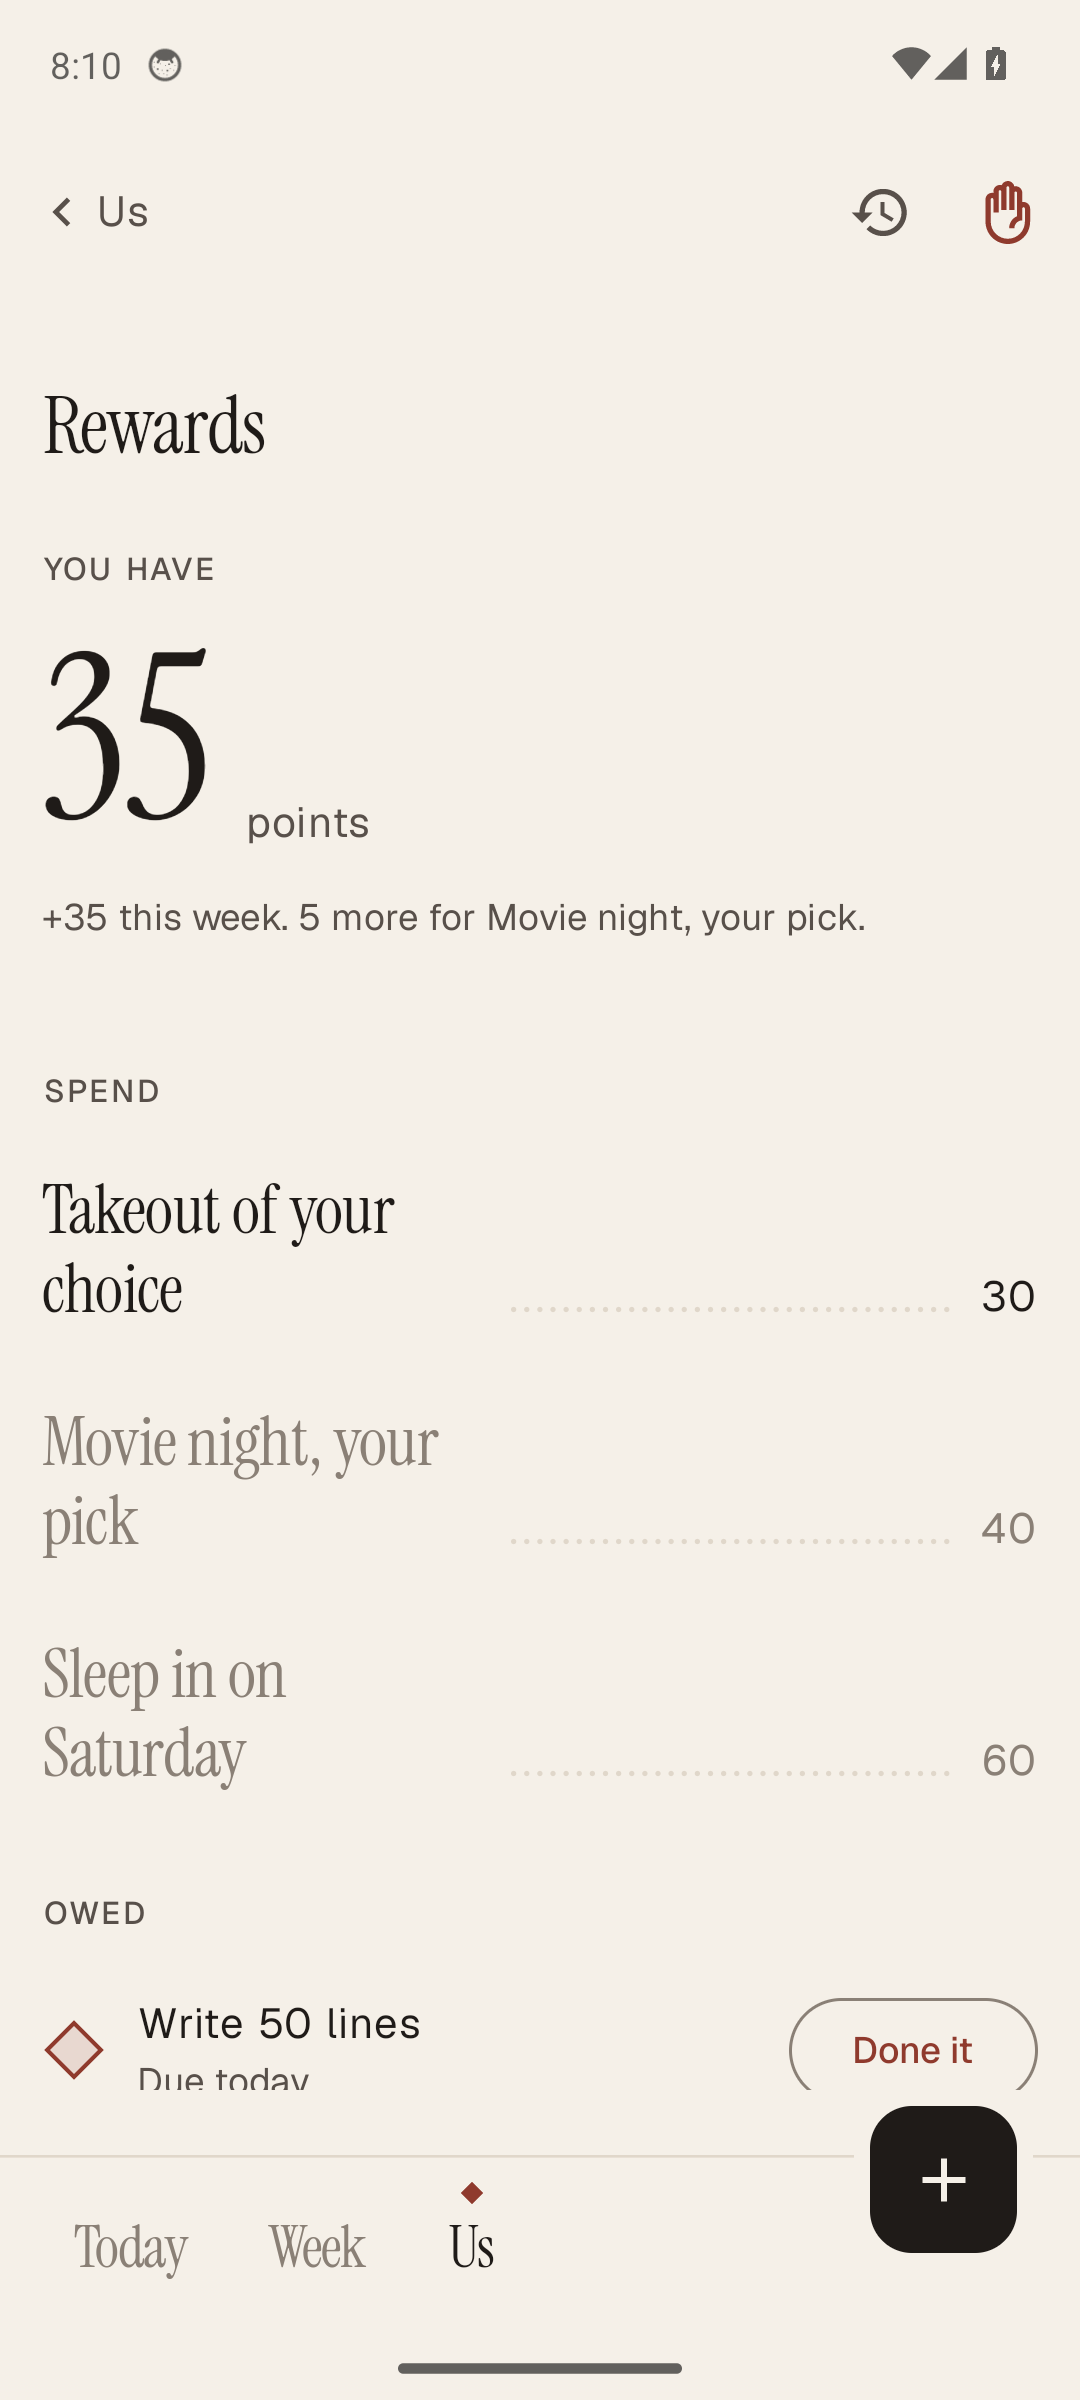 8:10
Us
Rewards
YOU HAVE
35 points
+35 this week. 5 more for Movie night, your pick.
SPEND
Takeout of your
choice 30
Movie night, your
pick 40
Sleep in on
Saturday 60
OWED
Write 50 lines
Due today
Done it
Today Week Us